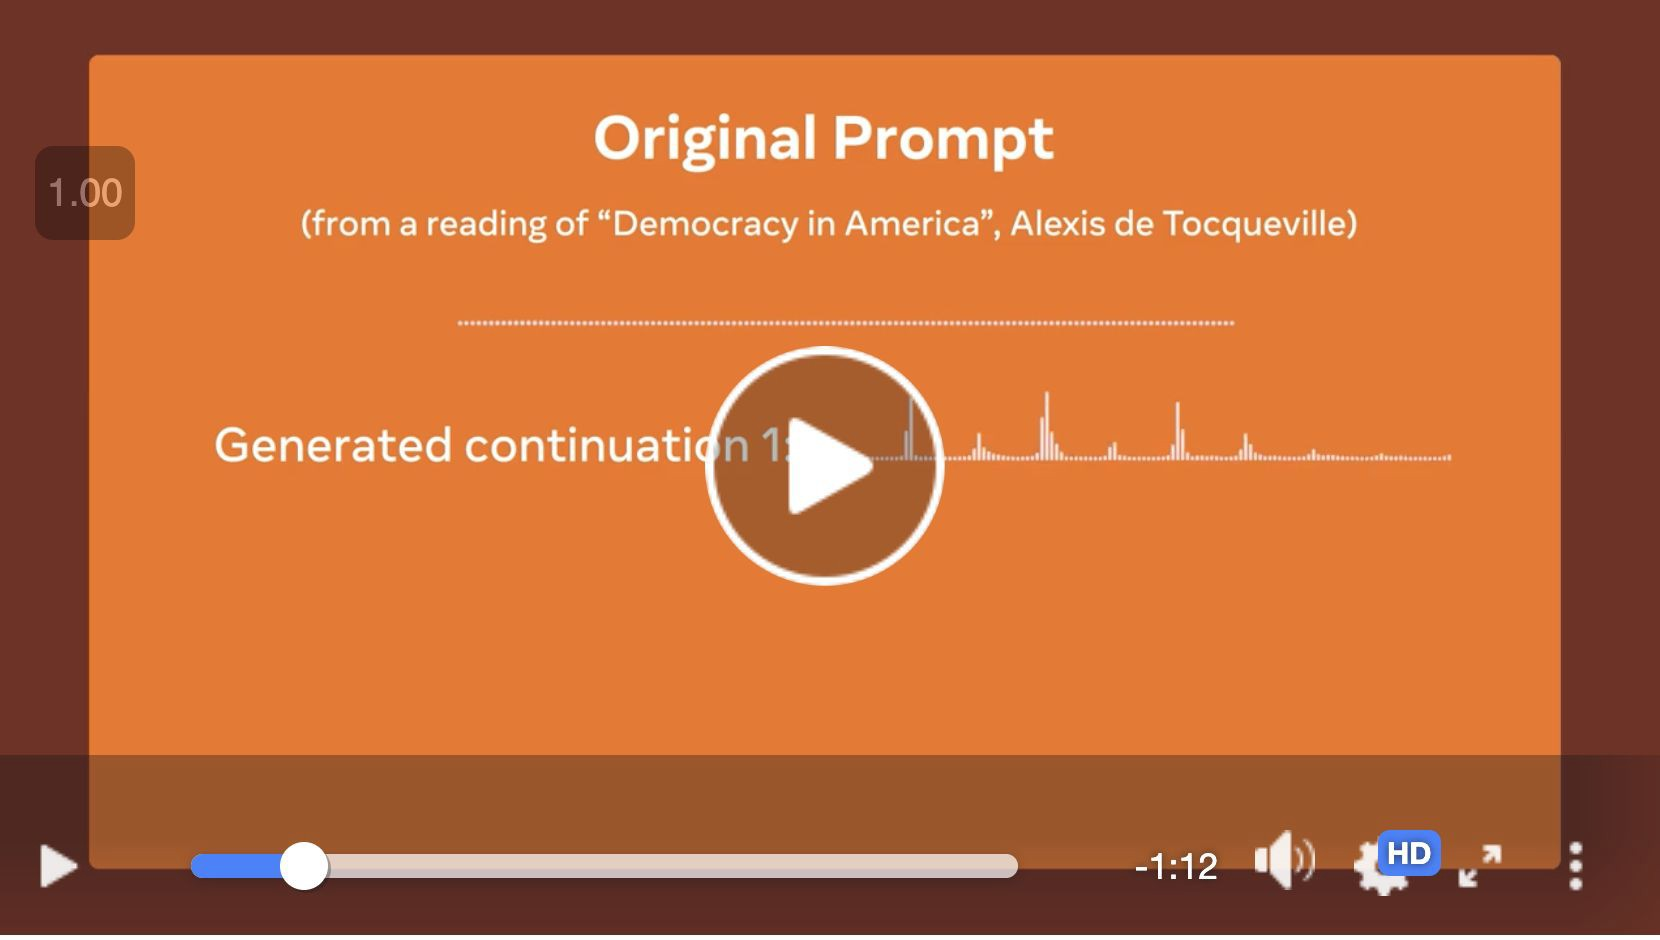 Original Prompt
1.00
(from a reading of “Democracy in America”, Alexis de Tocqueville)
Generated continuation 1:
-1:12
HD